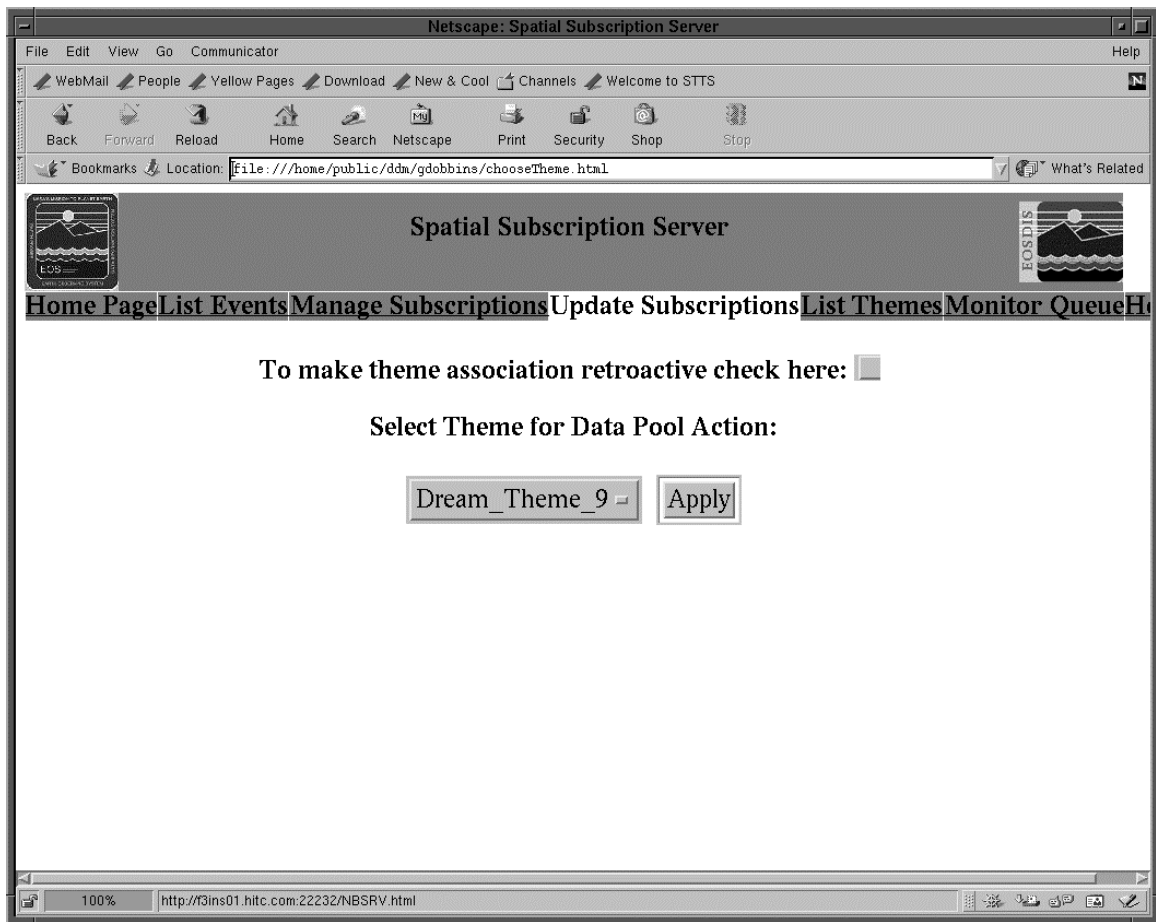 Netscape: Spatial Subscription Server
File Edit View Go Communicator Help
WebMail People Yellow Pages Download New & Cool Channels Welcome to STTS N
Back Forward Reload Home Search Netscape Print Security Shop Stop
My
Bookmarks Location: file:///home/public/ddm/gdobbins/chooseTheme.html What's Related
Spatial Subscription Server
EOS
EOSDIS
Home Page List Events Manage Subscriptions Update Subscriptions List Themes Monitor Queue He
To make theme association retroactive check here:
Select Theme for Data Pool Action:
Dream_Theme_9 Apply
100% http://f3ins01.hitc.com:22232/NBSRV.html